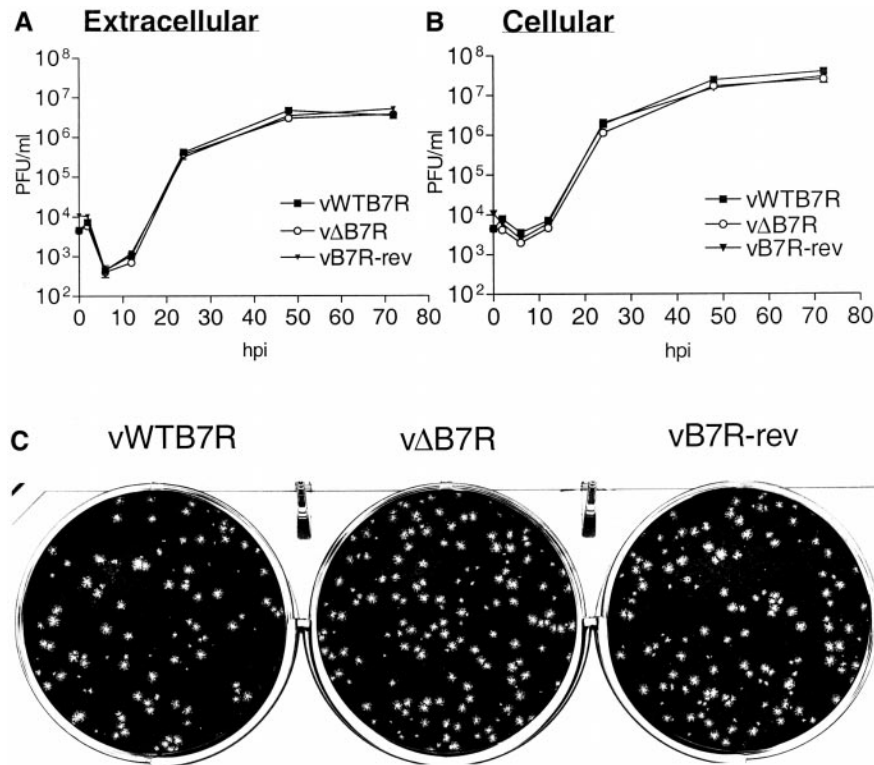 A Extracellular
10^8
10^7
10^6
10^5
10^4
10^3
10^2
PFU/ml
vWTB7R
vΔB7R
vB7R-rev
0 10 20 30 40 50 60 70 80
hpi
B Cellular
10^8
10^7
10^6
10^5
10^4
10^3
10^2
PFU/ml
vWTB7R
vΔB7R
vB7R-rev
0 10 20 30 40 50 60 70 80
hpi
C vWTB7R vΔB7R vB7R-rev